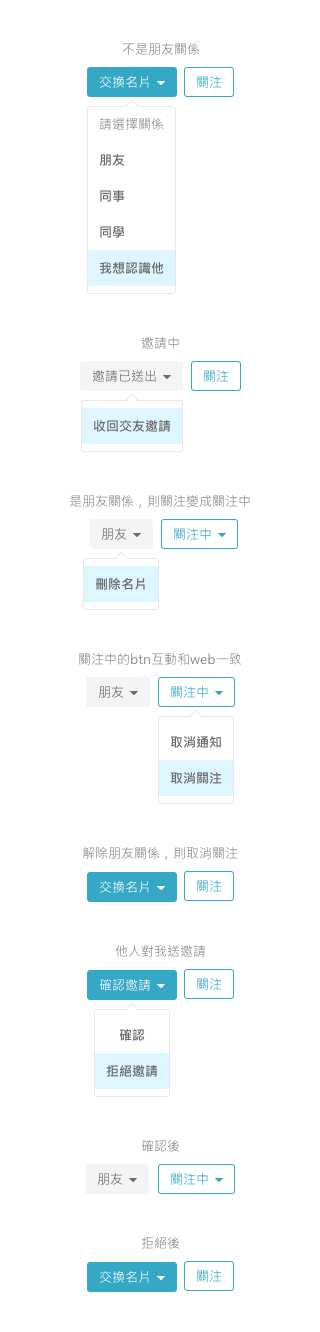 不是朋友關係
交換名片 關注
請選擇關係
朋友
同事
同學
我想認識他
邀請中
邀請已送出 關注
收回交友邀請
是朋友關係，則關注變成關注中
朋友 關注中
刪除名片
關注中的btn互動和web一致
朋友 關注中
取消通知
取消關注
解除朋友關係，則取消關注
交換名片 關注
他人對我送邀請
確認邀請 關注
確認
拒絕邀請
確認後
朋友 關注中
拒絕後
交換名片 關注